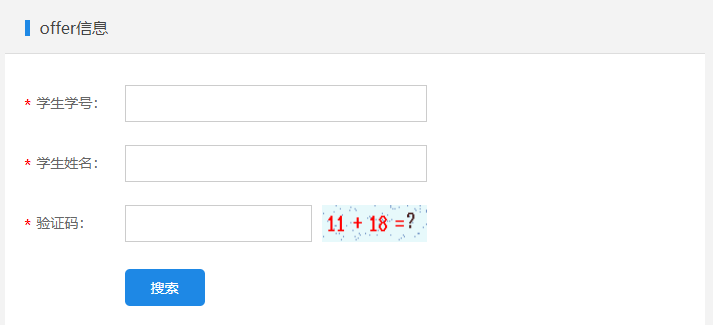 offer信息
* 学生学号：
* 学生姓名：
* 验证码：
11 + 18 =?
搜索